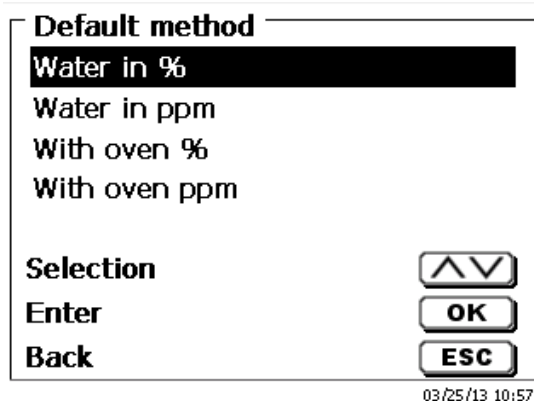 Default method
Water in %
Water in ppm
With oven %
With oven ppm
Selection
Enter OK
Back ESC
03/25/13 10:57